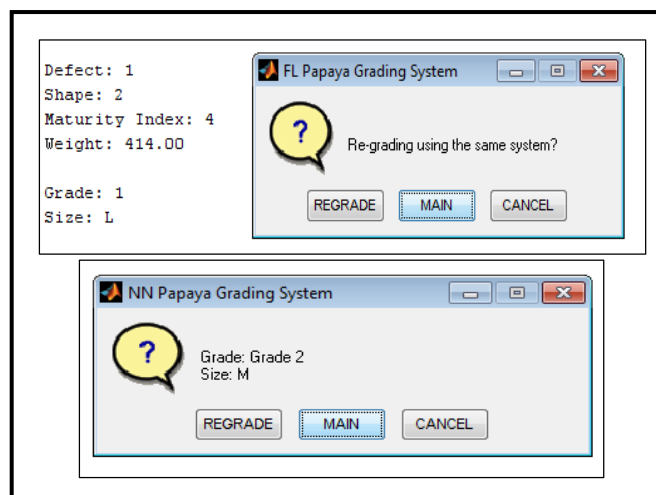 Defect: 1
Shape: 2
Maturity Index: 4
Weight: 414.00
Grade: 1
Size: L
FL Papaya Grading System
?
Re-grading using the same system?
REGRADE MAIN CANCEL
NN Papaya Grading System
?
Grade: Grade 2
Size: M
REGRADE MAIN CANCEL